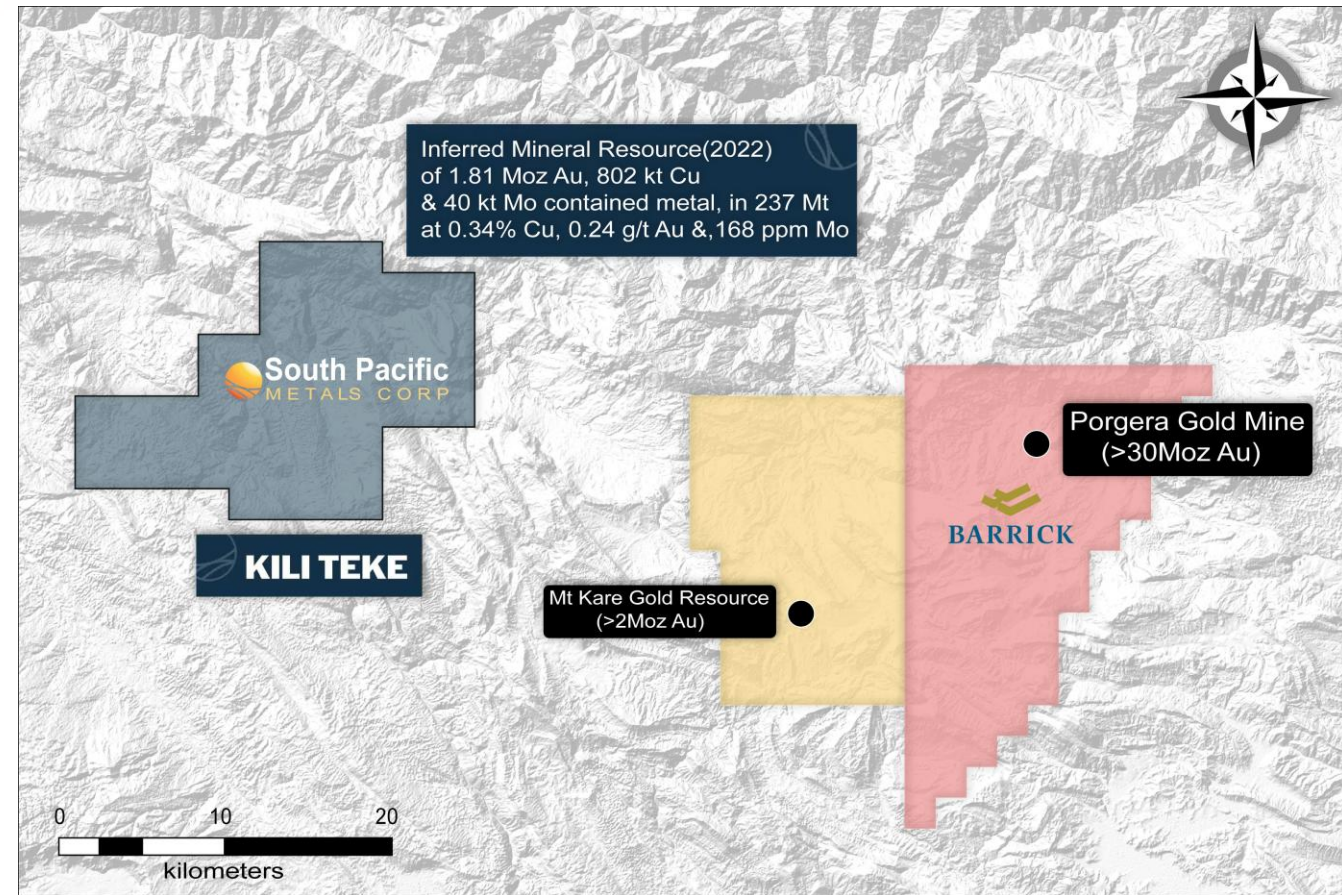 Inferred Mineral Resource(2022)
of 1.81 Moz Au, 802 kt Cu
& 40 kt Mo contained metal, in 237 Mt
at 0.34% Cu, 0.24 g/t Au &,168 ppm Mo
South Pacific
METALS CORP
KILI TEKE
Porgera Gold Mine
(>30Moz Au)
BARRICK
Mt Kare Gold Resource
(>2Moz Au)
0 10 20
kilometers